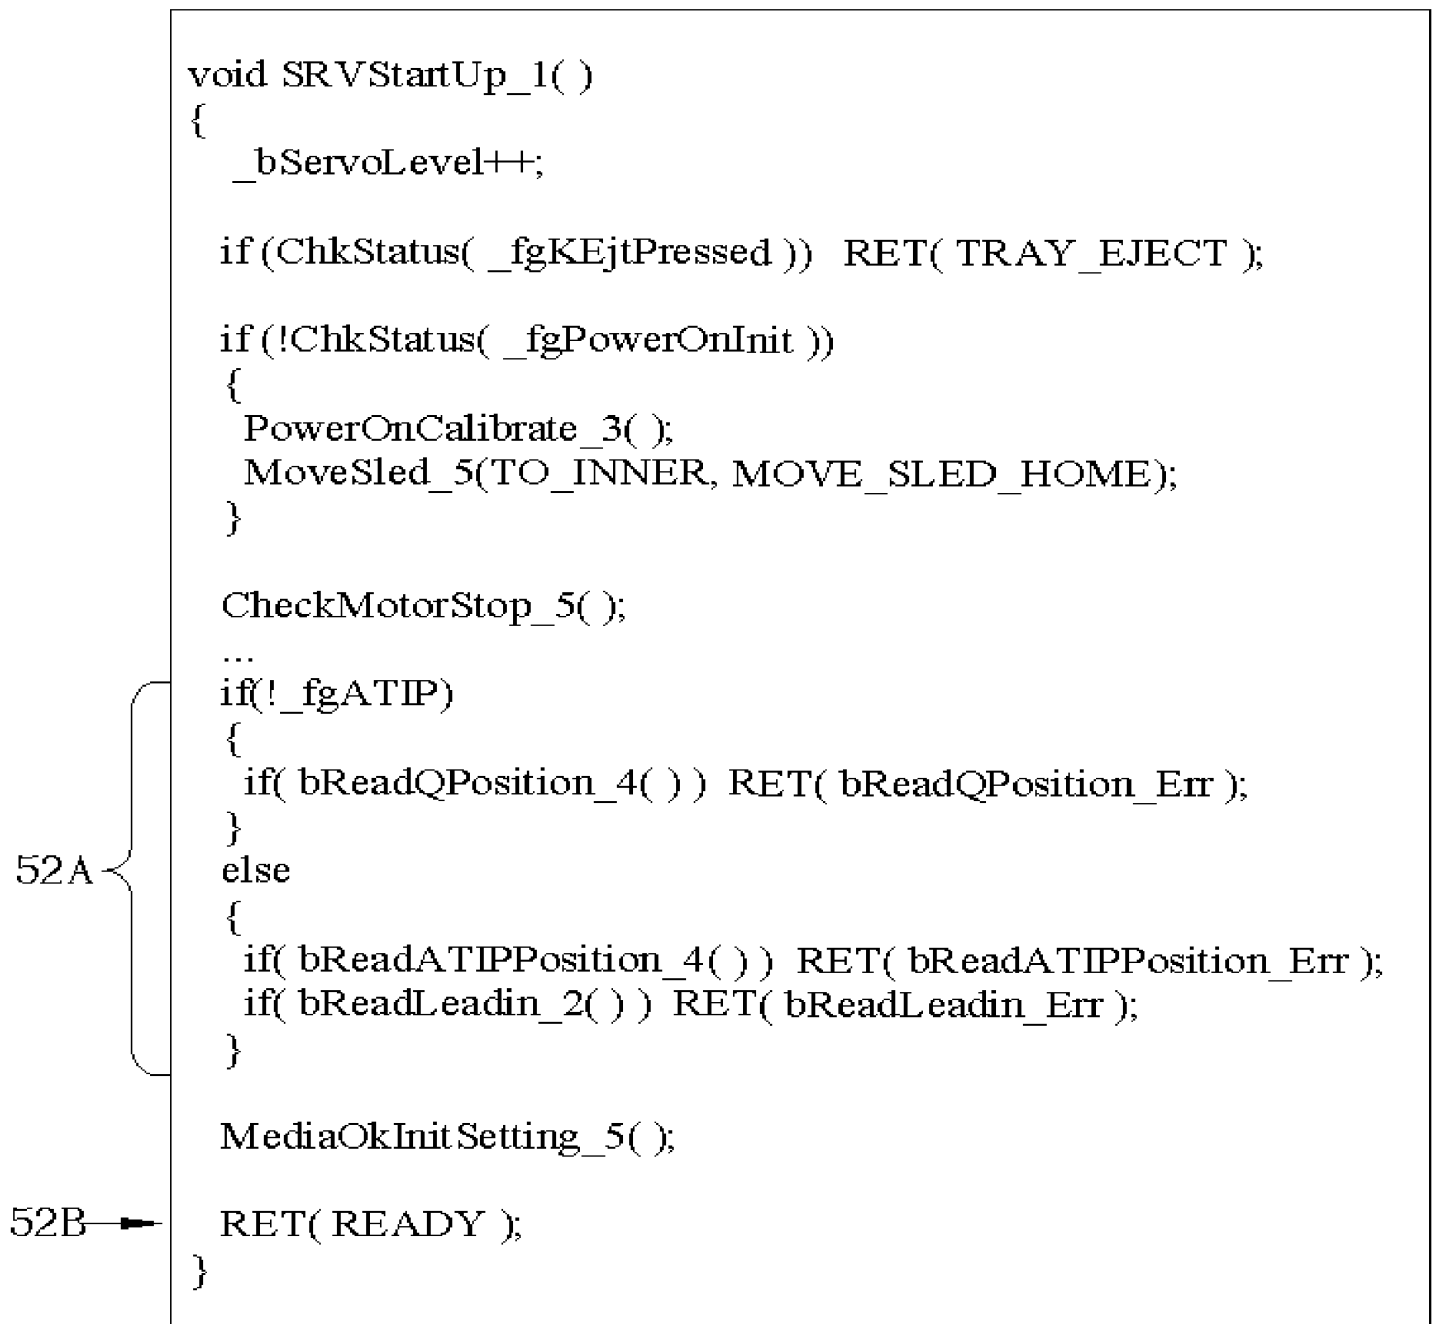 void SRVStartUp_1( )
{
_bServoLevel++;
if (ChkStatus( _fgKEjtPressed )) RET( TRAY_EJECT );
if (!ChkStatus( _fgPowerOnInit ))
{
PowerOnCalibrate_3( );
MoveSled_5(TO_INNER, MOVE_SLED_HOME);
}
CheckMotorStop_5( );
...
if(!_fgATIP)
{
if( bReadQPosition_4( ) ) RET( bReadQPosition_Err );
}
52A
else
{
if( bReadATIPPosition_4( ) ) RET( bReadATIPPosition_Err );
if( bReadLeadin_2( ) ) RET( bReadLeadin_Err );
}
MediaOkInitSetting_5( );
52B
RET( READY );
}